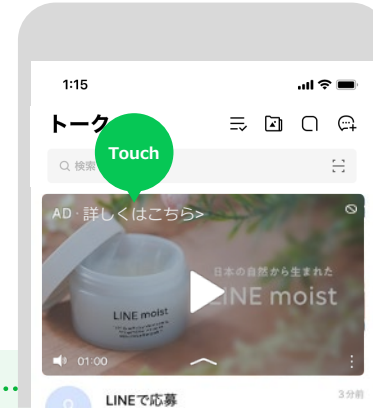 1:15
トーク
Touch
検索
AD · 詳しくはこちら>
日本の自然から生まれた
LINE moist
LINE moist
01:00
LINEで応募
3分前